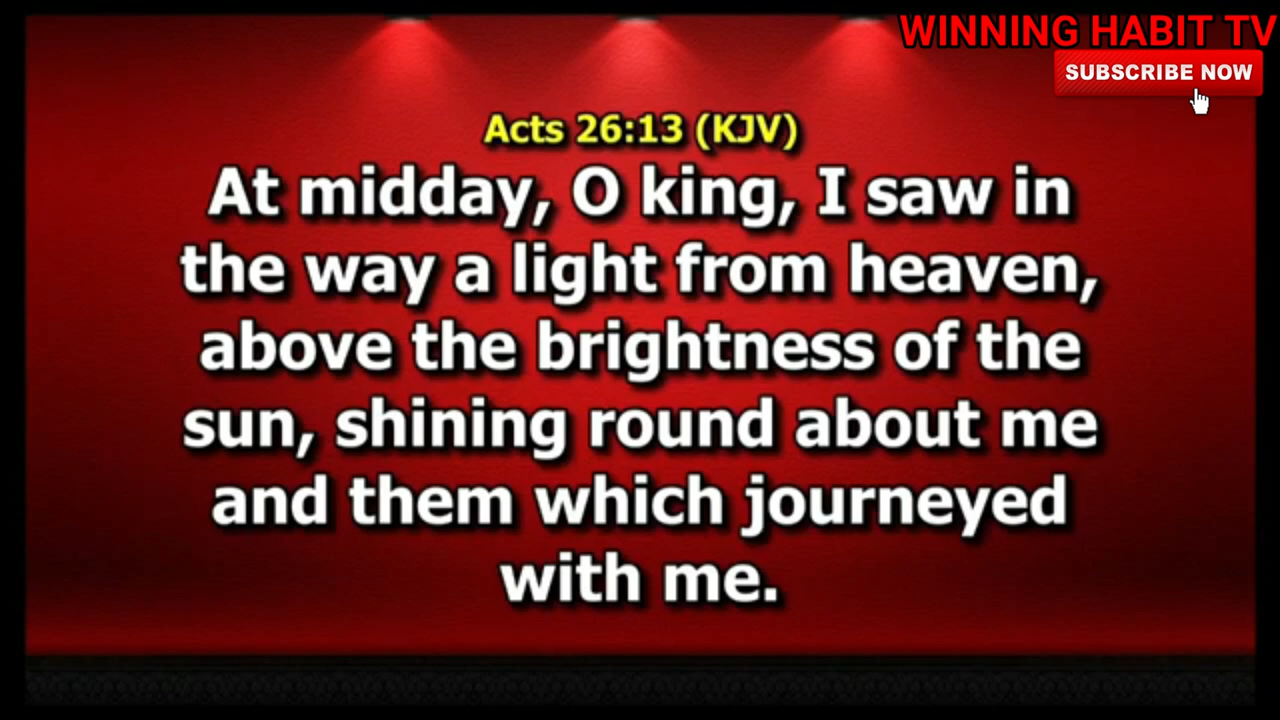 WINNING HABIT TV
SUBSCRIBE NOW
Acts 26:13 (KJV)
At midday, O king, I saw in
the way a light from heaven,
above the brightness of the
sun, shining round about me
and them which journeyed
with me.